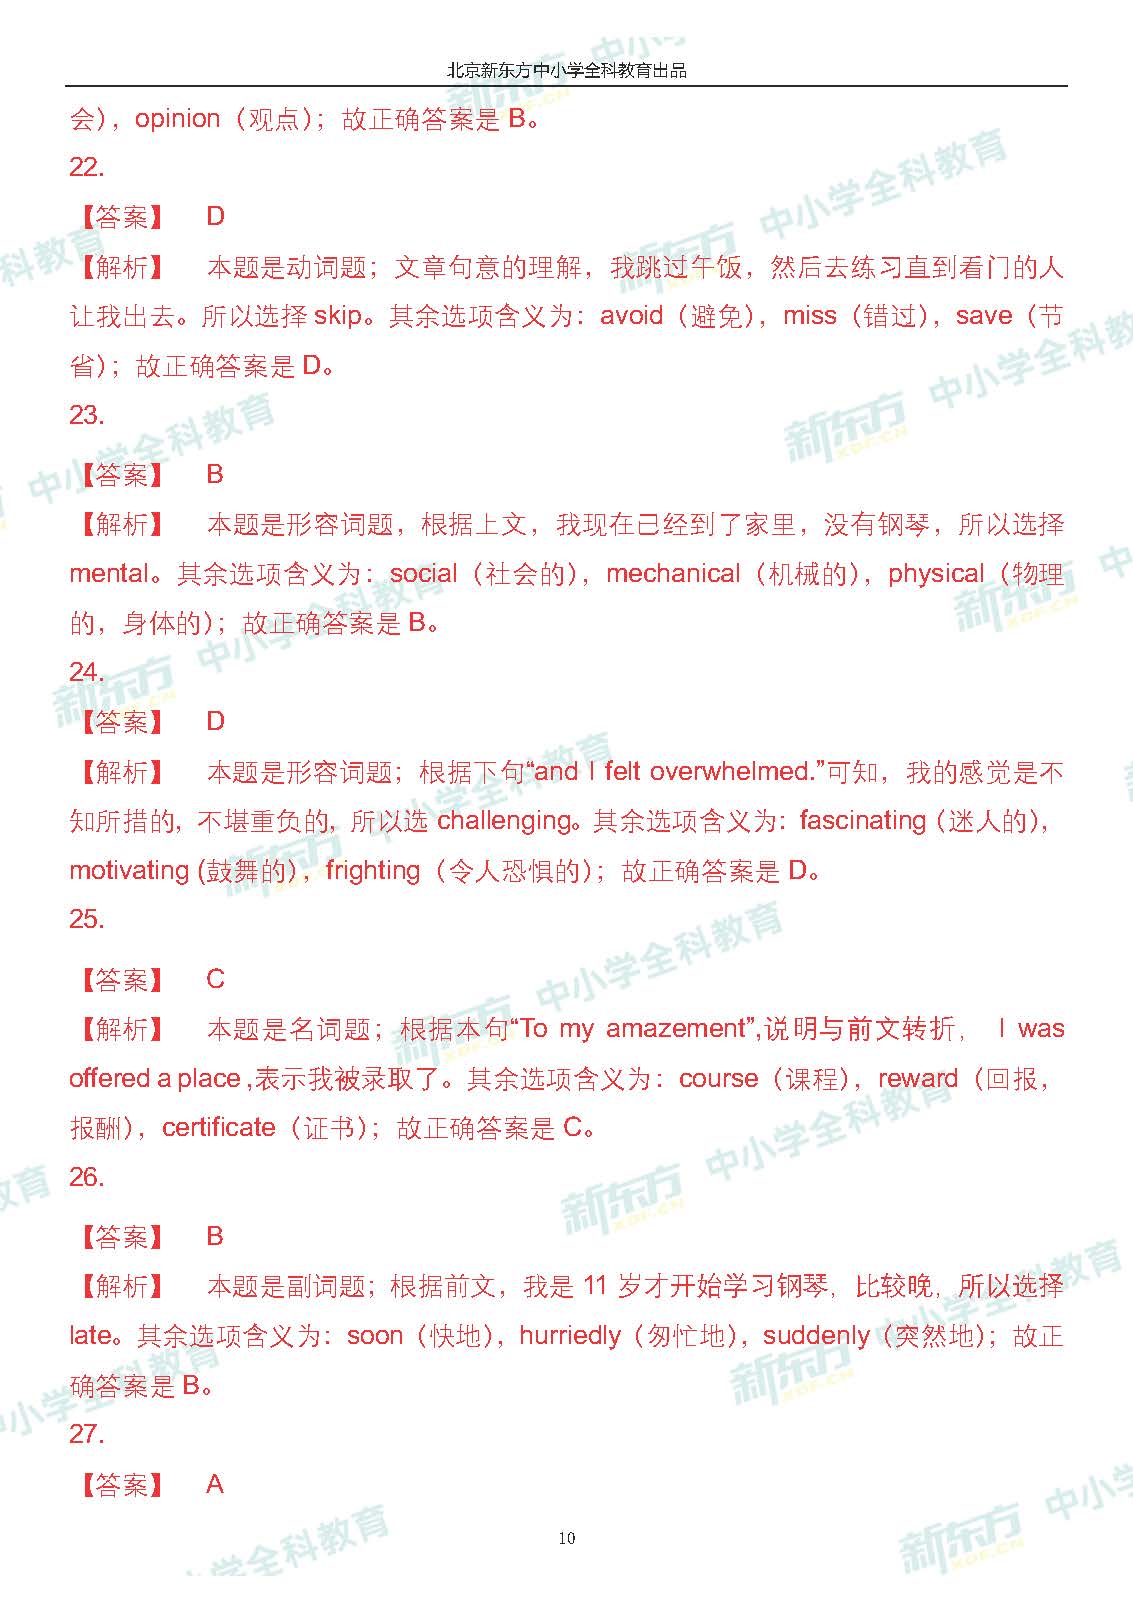 北京新东方中小学全科教育出品
会），opinion（观点）；故正确答案是 B。
22.
【答案】 D
【解析】 本题是动词题；文章句意的理解，我跳过午饭，然后去练习直到看门的人
让我出去。所以选择 skip。其余选项含义为：avoid（避免），miss（错过），save（节
省）；故正确答案是 D。
23.
【答案】 B
【解析】 本题是形容词题，根据上文，我现在已经到了家里，没有钢琴，所以选择
mental。其余选项含义为：social（社会的），mechanical（机械的），physical（物理
的，身体的）；故正确答案是 B。
24.
【答案】 D
【解析】 本题是形容词题；根据下句“and I felt overwhelmed.”可知，我的感觉是不
知所措的，不堪重负的，所以选 challenging。其余选项含义为：fascinating（迷人的），
motivating (鼓舞的），frighting（令人恐惧的）；故正确答案是 D。
25.
【答案】 C
【解析】 本题是名词题；根据本句“To my amazement”,说明与前文转折， I was
offered a place ,表示我被录取了。其余选项含义为：course（课程），reward（回报，
报酬），certificate（证书）；故正确答案是 C。
26.
【答案】 B
【解析】 本题是副词题；根据前文，我是 11 岁才开始学习钢琴，比较晚，所以选择
late。其余选项含义为：soon（快地），hurriedly（匆忙地），suddenly（突然地）；故正
确答案是 B。
27.
【答案】 A
10